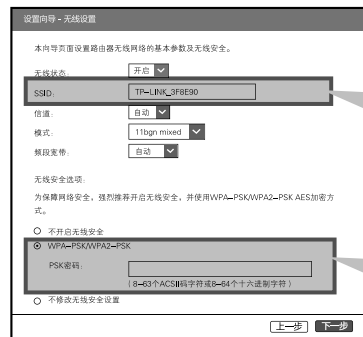 设置向导 - 无线设置
本向导页面设置路由器无线网络的基本参数及无线安全。
无线状态: 开启
SSID: TP-LINK_3F8E90
信道: 自动
模式: 11bgn mixed
频段宽带: 自动
无线安全选项:
为保障网络安全，强烈推荐开启无线安全，并使用WPA-PSK/WPA2-PSK AES加密方
式。
不开启无线安全
WPA-PSK/WPA2-PSK
PSK密码:
(8-63个ACSII码字符或8-64个十六进制字符)
不修改无线安全设置
上一步 下一步